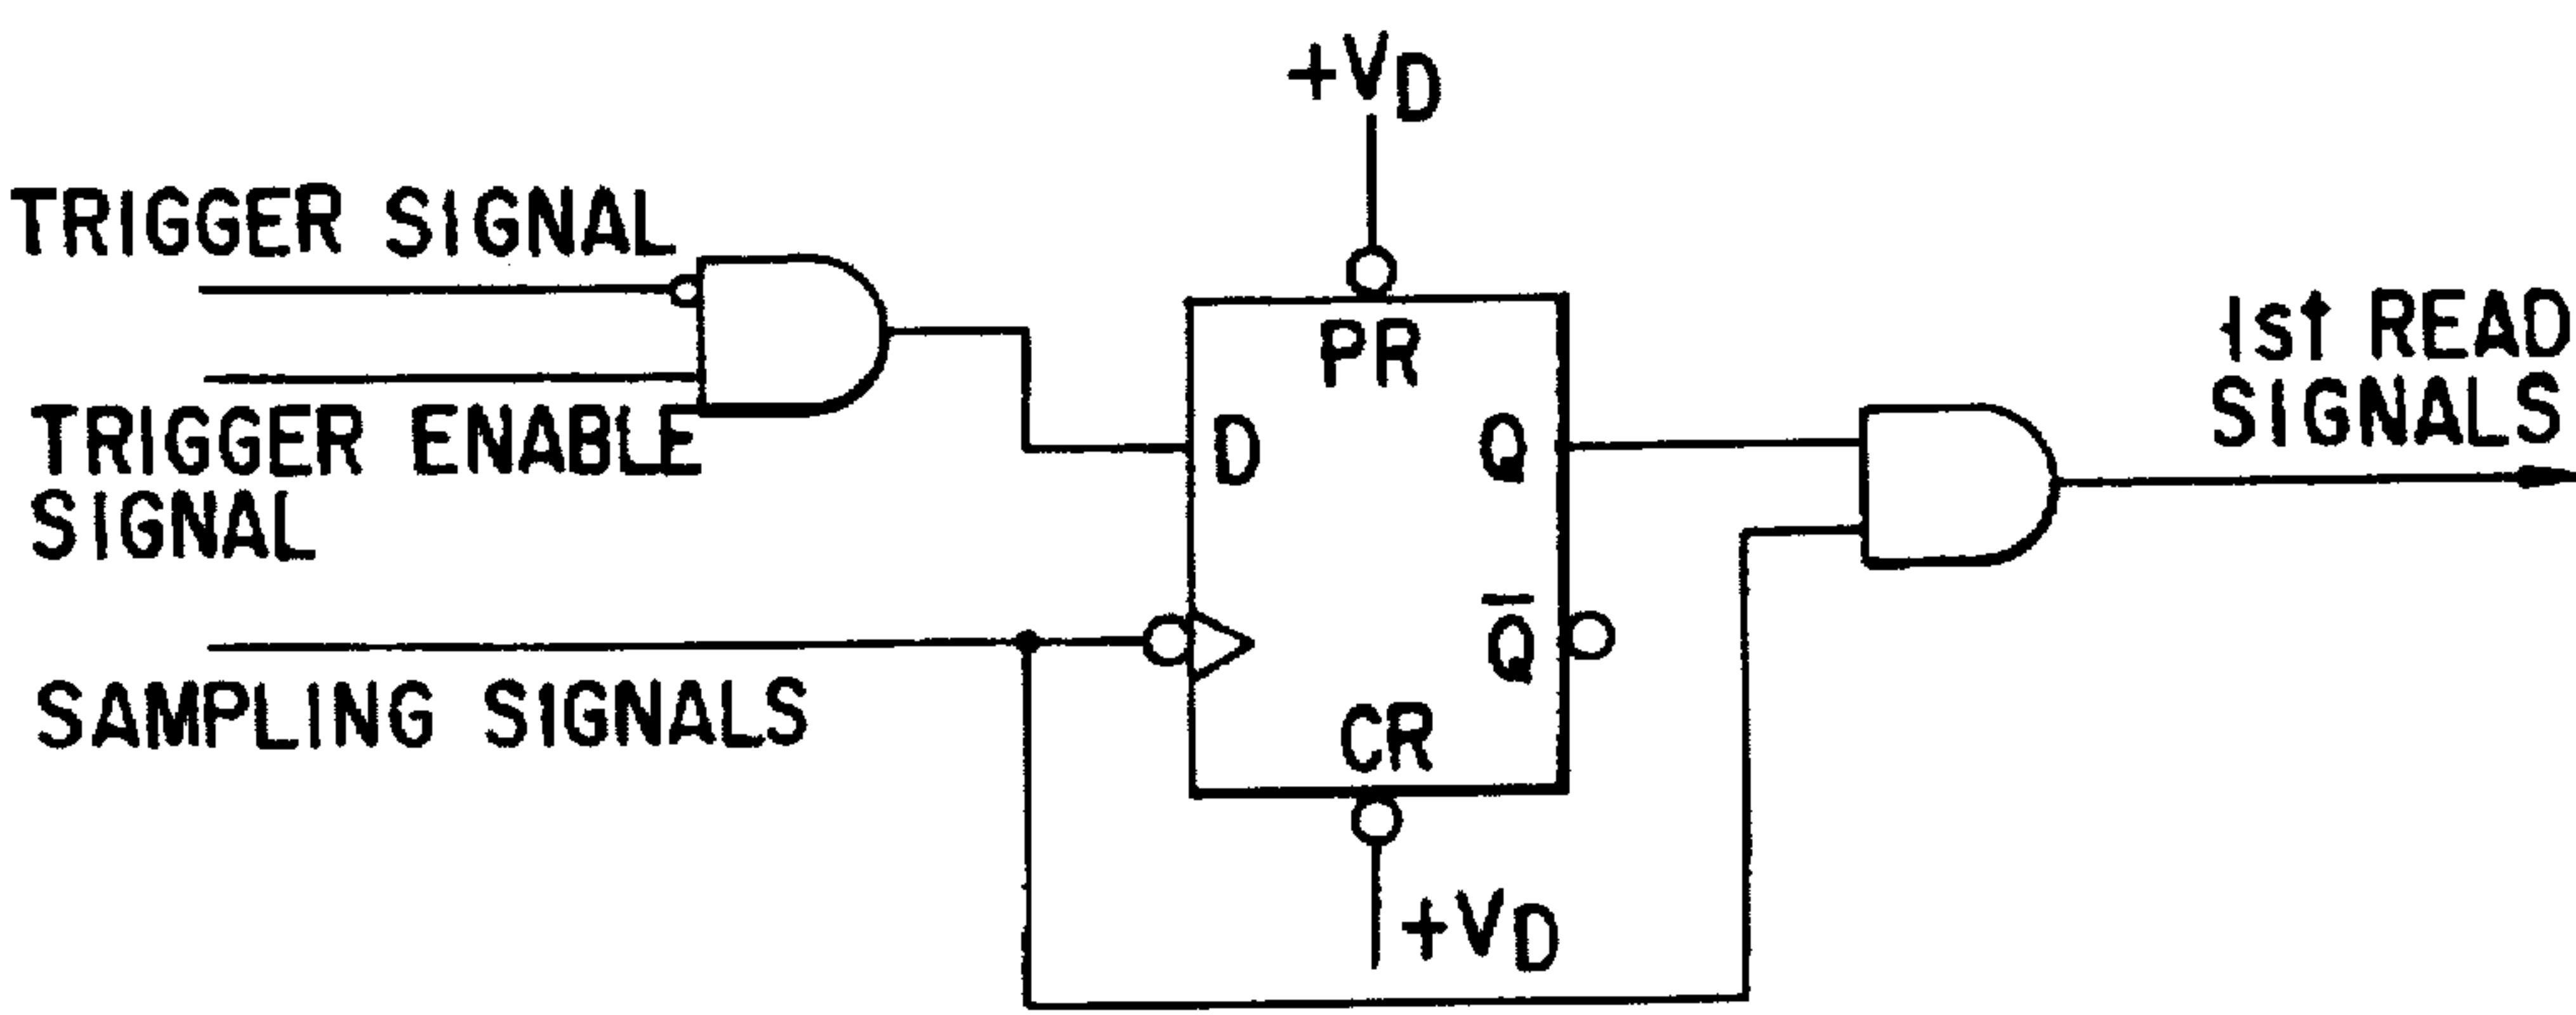 +VD
TRIGGER SIGNAL
TRIGGER ENABLE
SIGNAL
SAMPLING SIGNALS
PR
D
Q
Q̅
CR
+VD
1st READ
SIGNALS